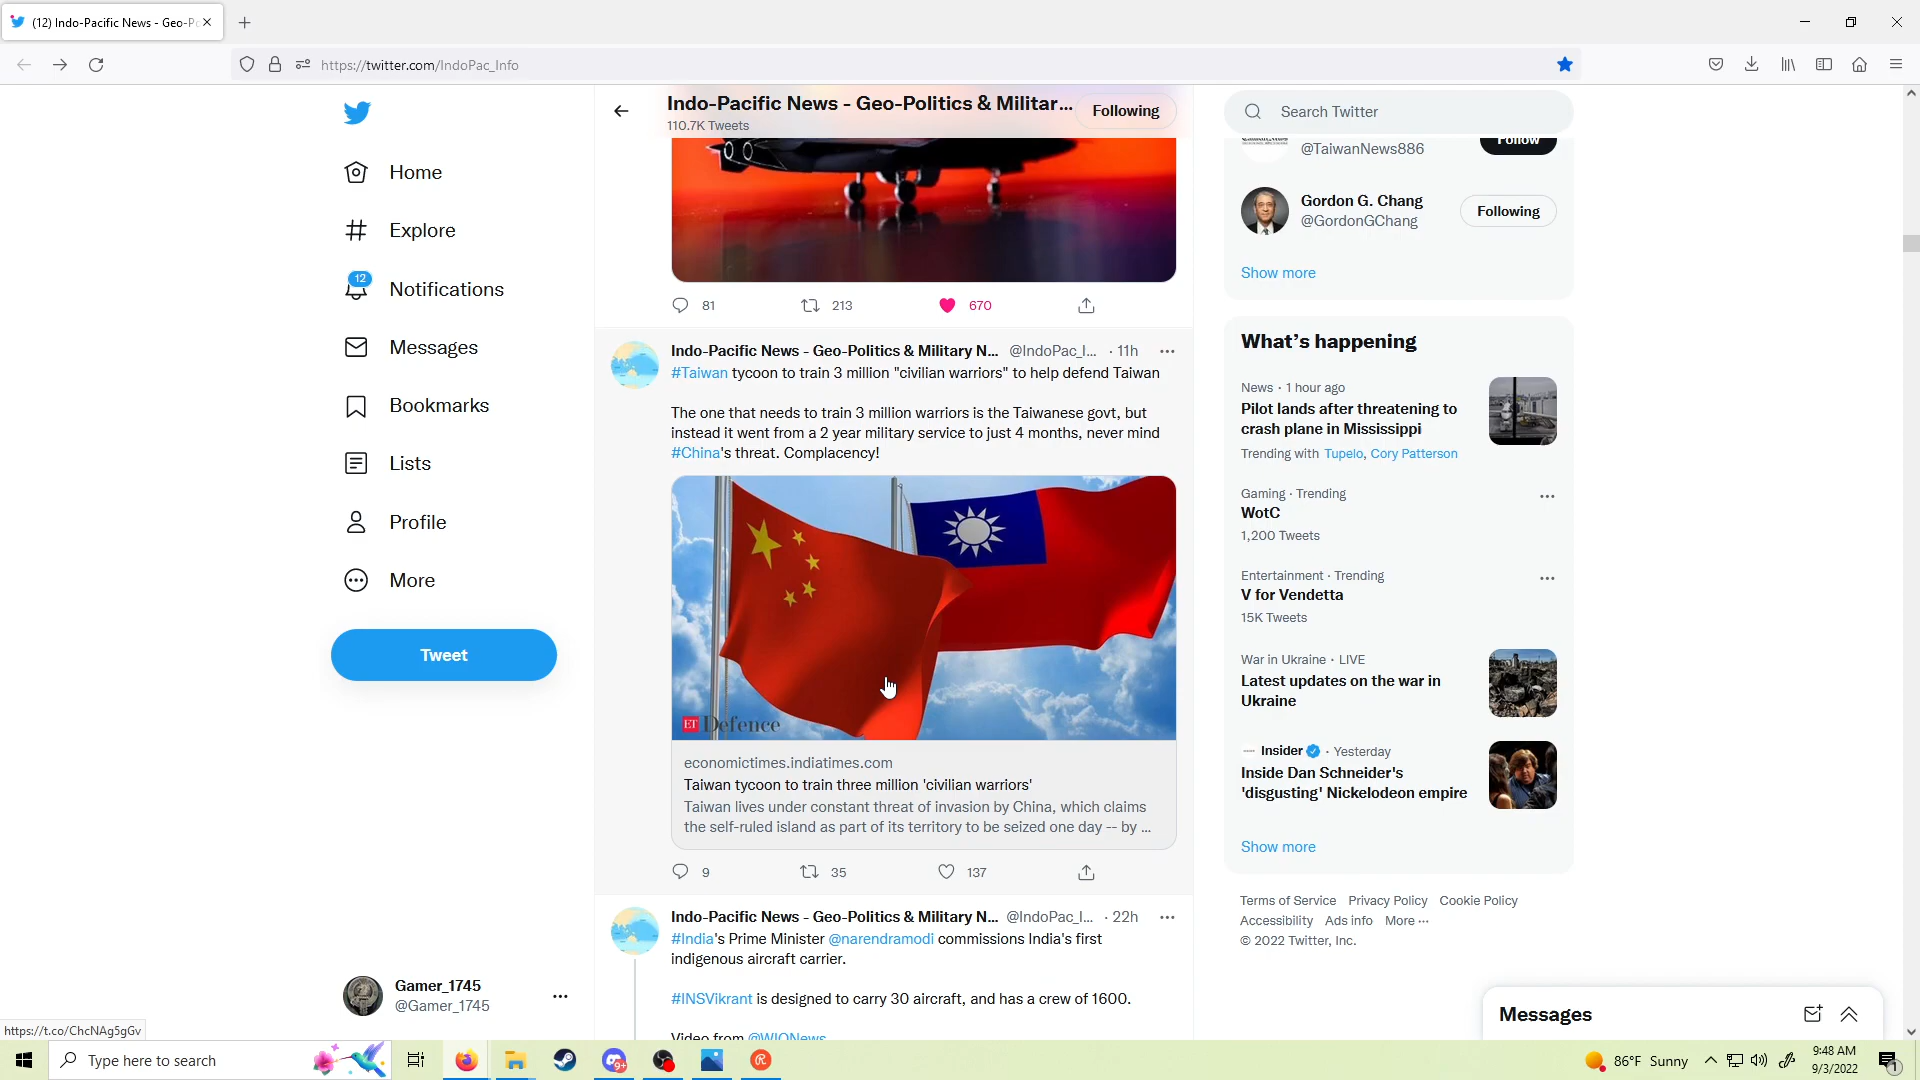 (12) Indo-Pacific News - Geo-P
https://twitter.com/IndoPac_Info
Home
Explore
12
Notifications
Messages
Bookmarks
Lists
Profile
More
Tweet
Gamer_1745
@Gamer_1745
https://t.co/ChcNAg5gGv
Indo-Pacific News - Geo-Politics & Militar...
110.7K Tweets
Following
81
213
670
Indo-Pacific News - Geo-Politics & Military N... @IndoPac_I... · 11h
#Taiwan tycoon to train 3 million "civilian warriors" to help defend Taiwan
The one that needs to train 3 million warriors is the Taiwanese govt, but
instead it went from a 2 year military service to just 4 months, never mind
#China's threat. Complacency!
ET Defence
economictimes.indiatimes.com
Taiwan tycoon to train three million 'civilian warriors'
Taiwan lives under constant threat of invasion by China, which claims
the self-ruled island as part of its territory to be seized one day -- by ...
9
35
137
Indo-Pacific News - Geo-Politics & Military N... @IndoPac_I... · 22h
#India's Prime Minister @narendramodi commissions India's first
indigenous aircraft carrier.
#INSVikrant is designed to carry 30 aircraft, and has a crew of 1600.
Video from @WIONews
Search Twitter
@TaiwanNews886
Follow
Gordon G. Chang
@GordonGChang
Following
Show more
What's happening
News · 1 hour ago
Pilot lands after threatening to
crash plane in Mississippi
Trending with Tupelo, Cory Patterson
Gaming · Trending
WotC
1,200 Tweets
Entertainment · Trending
V for Vendetta
15K Tweets
War in Ukraine · LIVE
Latest updates on the war in
Ukraine
Insider · Yesterday
Inside Dan Schneider's
'disgusting' Nickelodeon empire
Show more
Terms of Service Privacy Policy Cookie Policy
Accessibility Ads info More ···
© 2022 Twitter, Inc.
Messages
Type here to search
9+
86°F Sunny
9:48 AM
9/3/2022
1